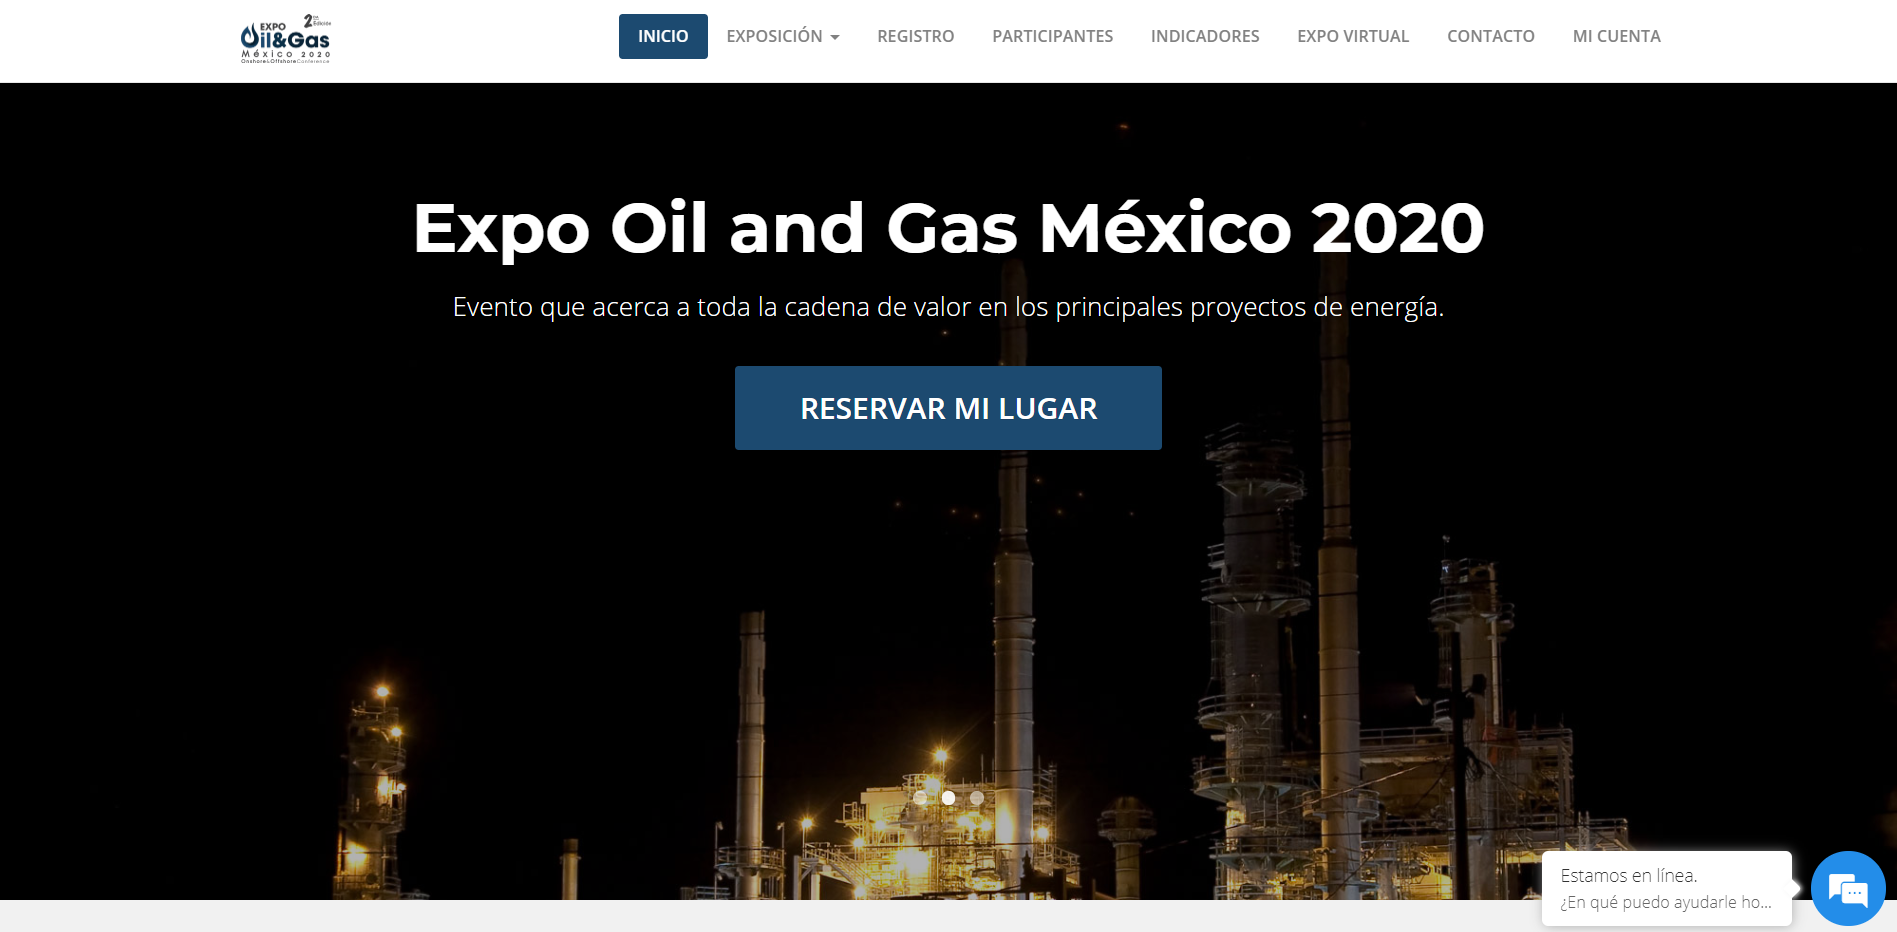 EXPO
2da Edición
Oil&Gas
México 2020
Onshore&OffshoreConference
INICIO
EXPOSICIÓN
REGISTRO
PARTICIPANTES
INDICADORES
EXPO VIRTUAL
CONTACTO
MI CUENTA
Expo Oil and Gas México 2020
Evento que acerca a toda la cadena de valor en los principales proyectos de energía.
RESERVAR MI LUGAR
Estamos en línea.
¿En qué puedo ayudarle ho...